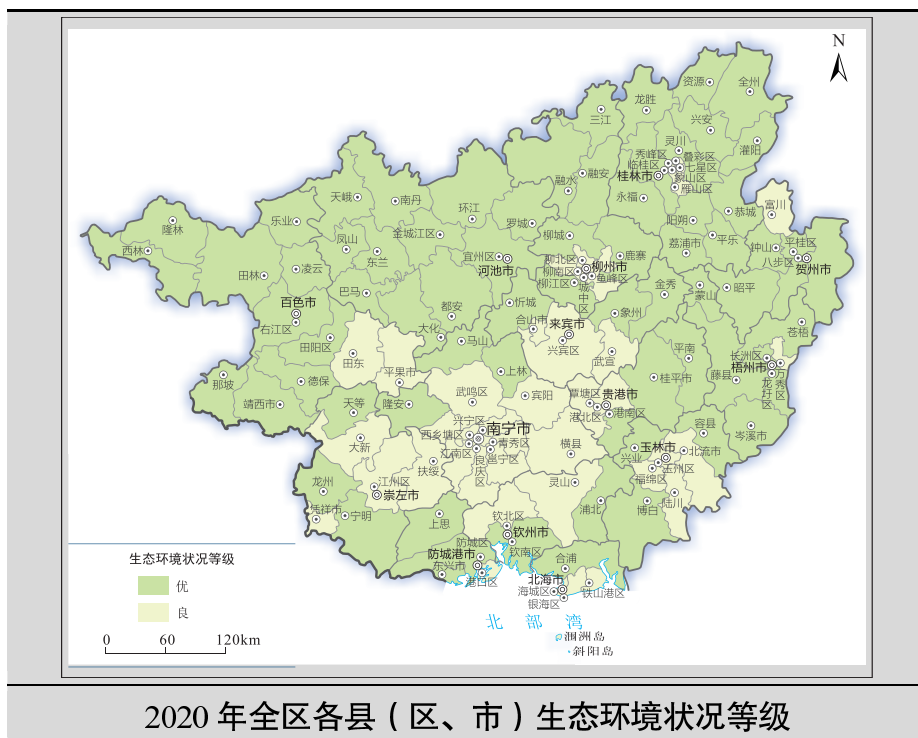 N
资源
全州
龙胜
三江
兴安
灌阳
灵川
秀峰区
叠彩区
临桂区
七星区
桂林市
象山区
雁山区
融安
融水
永福
恭城
富川
阳朔
平乐
荔浦市
钟山
平桂区
八步区
贺州市
天峨
南丹
环江
罗城
柳城
隆林
西林
乐业
凤山
东兰
金城江区
宜州区
河池市
柳北区
柳州市
鹿寨
柳南区
鱼峰区
柳江区
城中区
田林
凌云
巴马
百色市
右江区
田阳区
都安
大化
马山
忻城
合山市
来宾市
兴宾区
象州
武宣
金秀
蒙山
昭平
苍梧
田东
平果市
上林
平南
长洲区
梧州市
万秀区
龙圩区
藤县
桂平市
那坡
德保
靖西市
天等
隆安
武鸣区
宾阳
覃塘区
贵港市
港北区
港南区
容县
岑溪市
大新
兴宁区
南宁市
西乡塘区
青秀区
江南区
邕宁区
良庆区
横县
玉林市
北流市
兴业
玉州区
福绵区
扶绥
龙州
江州区
崇左市
凭祥市
宁明
灵山
浦北
博白
陆川
上思
钦北区
钦州市
钦南区
防城区
防城港市
东兴市
港口区
合浦
北海市
海城区
银海区
铁山港区
北部湾
涠洲岛
斜阳岛
生态环境状况等级
优
良
0 60 120km
2020 年全区各县（区、市）生态环境状况等级